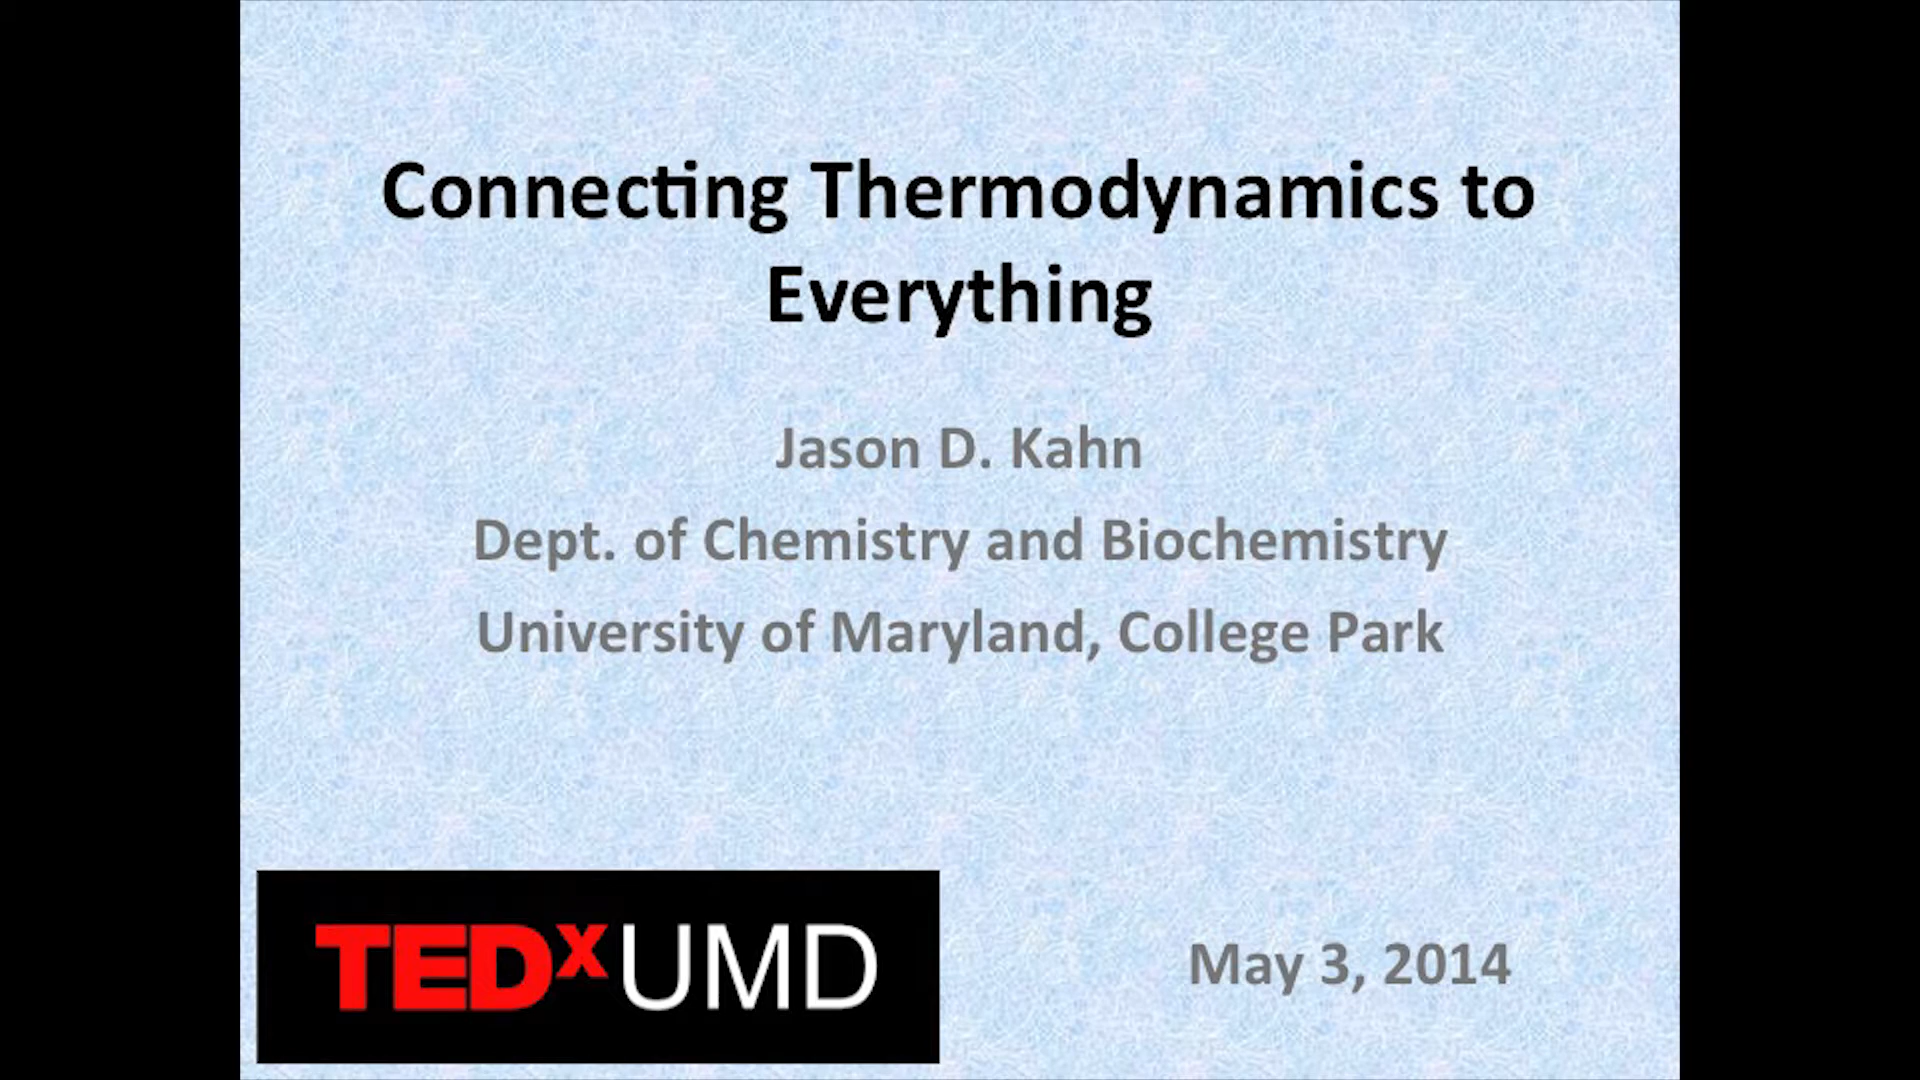 Connecting Thermodynamics to
Everything
Jason D. Kahn
Dept. of Chemistry and Biochemistry
University of Maryland, College Park
TEDxUMD
May 3, 2014